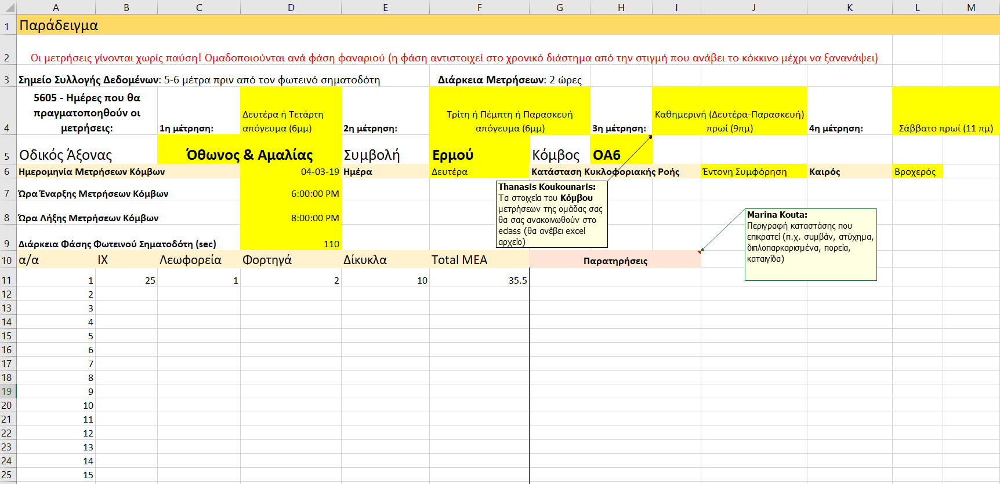 A B C D E F G H I J K L M
1 Παράδειγμα
2 Οι μετρήσεις γίνονται χωρίς παύση! Ομαδοποιούνται ανά φάση φαναριού (η φάση αντιστοιχεί στο χρονικό διάστημα από την στιγμή που ανάβει το κόκκινο μέχρι να ξανανάψει)
3 Σημείο Συλλογής Δεδομένων: 5-6 μέτρα πριν από τον φωτεινό σηματοδότη Διάρκεια Μετρήσεων: 2 ώρες
5605 - Ημέρες που θα
πραγματοποηθούν οι Δευτέρα ή Τετάρτη Τρίτη ή Πέμπτη ή Παρασκευή Καθημερινή (Δευτέρα-Παρασκευή)
4 μετρήσεις: 1η μέτρηση: απόγευμα (6μμ) 2η μέτρηση: απόγευμα (6μμ) 3η μέτρηση: πρωί (9πμ) 4η μέτρηση: Σάββατο πρωί (11 πμ)
5 Οδικός Άξονας Όθωνος & Αμαλίας Συμβολή Ερμού Κόμβος ΟΑ6
6 Ημερομηνία Μετρήσεων Κόμβων 04-03-19 Ημέρα Δευτέρα Κατάσταση Κυκλοφοριακής Ροής Έντονη Συμφόρηση Καιρός Βροχερός
7 Ώρα Έναρξης Μετρήσεων Κόμβων 6:00:00 PM
8 Ώρα Λήξης Μετρήσεων Κόμβων 8:00:00 PM
9 Διάρκεια Φάσης Φωτεινού Σηματοδότη (sec) 110
Thanasis Koukounaris:
Τα στοιχεία του Κόμβου
μετρήσεων της ομάδας σας
θα σας ανακοινωθούν στο
eclass (θα ανέβει excel
αρχείο)
Marina Kouta:
Περιγραφή καταστάσης που
επικρατεί (π.χ. συμβάν, ατύχημα,
διπλοπαρκαρισμένα, πορεία,
καταιγίδα)
10 α/α ΙΧ Λεωφορεία Φορτηγά Δίκυκλα Total ΜΕΑ Παρατηρήσεις
11 1 25 1 2 10 35.5
12 2
13 3
14 4
15 5
16 6
17 7
18 8
19 9
20 10
21 11
22 12
23 13
24 14
25 15